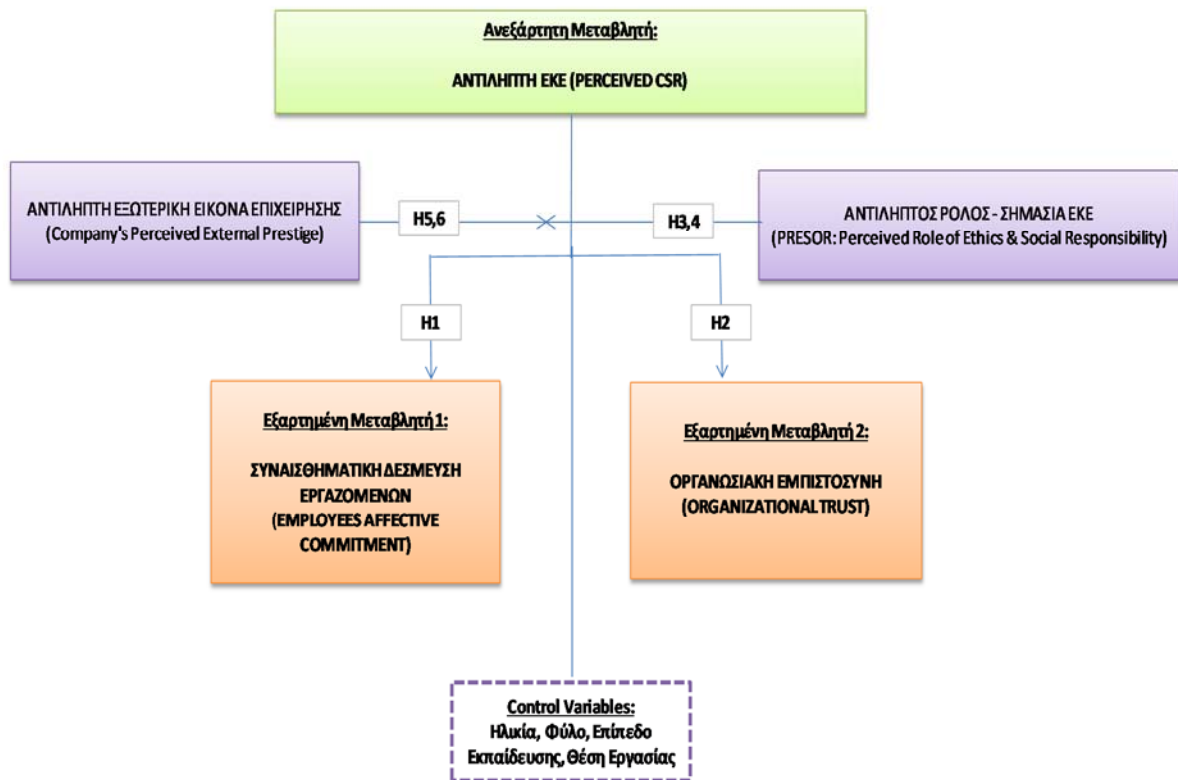 Ανεξάρτητη Μεταβλητή:
ΑΝΤΙΛΗΠΤΗ ΕΚΕ (PERCEIVED CSR)
ΑΝΤΙΛΗΠΤΗ ΕΞΩΤΕΡΙΚΗ ΕΙΚΟΝΑ ΕΠΙΧΕΙΡΗΣΗΣ
(Company's Perceived External Prestige)
H5,6
H3,4
ΑΝΤΙΛΗΠΤΟΣ ΡΟΛΟΣ - ΣΗΜΑΣΙΑ ΕΚΕ
(PRESOR: Perceived Role of Ethics & Social Responsibility)
H1
H2
Εξαρτημένη Μεταβλητή 1:
ΣΥΝΑΙΣΘΗΜΑΤΙΚΗ ΔΕΣΜΕΥΣΗ
ΕΡΓΑΖΟΜΕΝΩΝ
(EMPLOYEES AFFECTIVE
COMMITMENT)
Εξαρτημένη Μεταβλητή 2:
ΟΡΓΑΝΩΣΙΑΚΗ ΕΜΠΙΣΤΟΣΥΝΗ
(ORGANIZATIONAL TRUST)
Control Variables:
Ηλικία, Φύλο, Επίπεδο
Εκπαίδευσης, Θέση Εργασίας